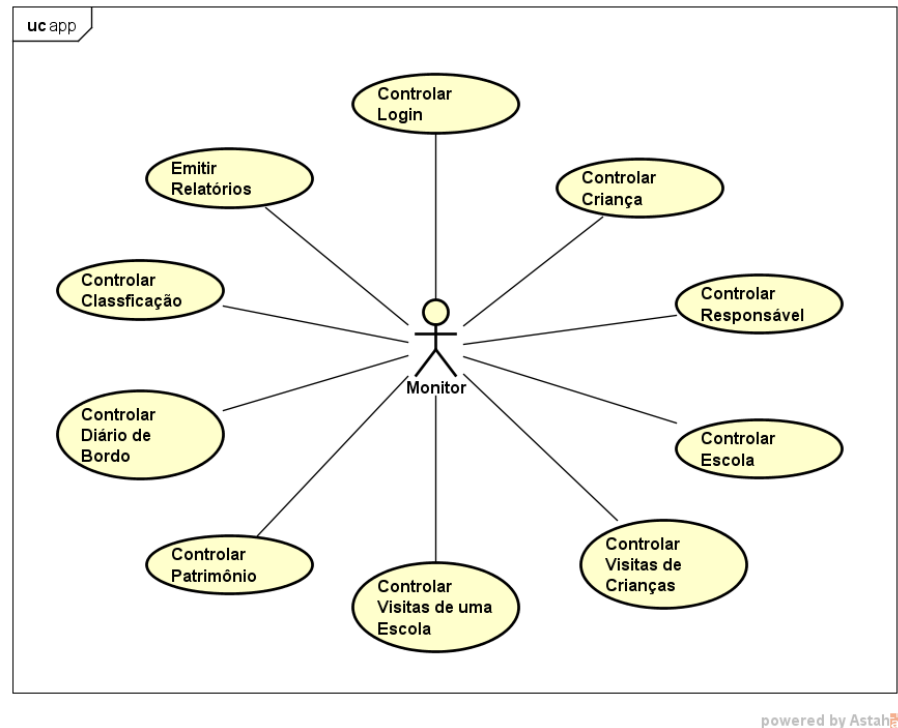 uc app
Controlar
Login
Emitir
Relatórios
Controlar
Criança
Controlar
Classficação
Controlar
Responsável
Monitor
Controlar
Diário de
Bordo
Controlar
Escola
Controlar
Patrimônio
Controlar
Visitas de uma
Escola
Controlar
Visitas de
Crianças
powered by Astah